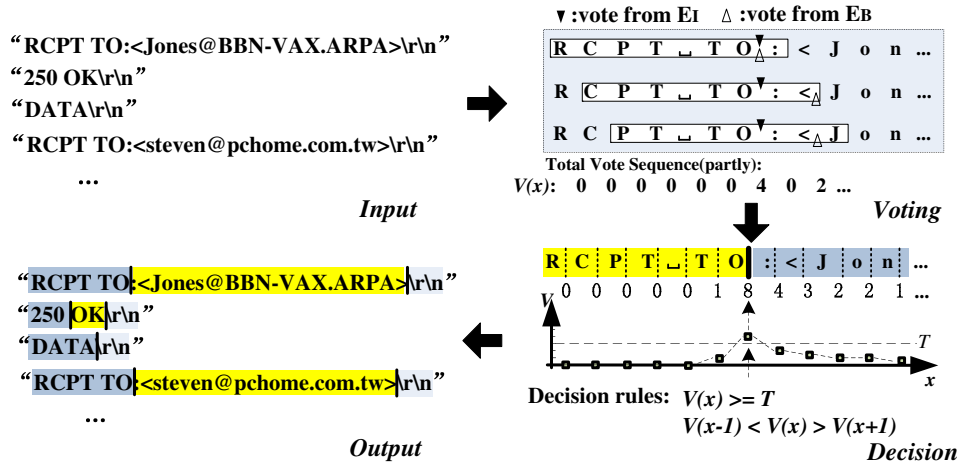 “RCPT TO:<Jones@BBN-VAX.ARPA>\r\n”
“250 OK\r\n”
“DATA\r\n”
“RCPT TO:<steven@pchome.com.tw>\r\n”
...
Input
▼:vote from EI △ :vote from EB
R C P T ␣ T O : < J o n ...
R C P T ␣ T O : < J o n ...
R C P T ␣ T O : < J o n ...
Total Vote Sequence(partly):
V(x): 0 0 0 0 0 0 4 0 2 ...
Voting
R C P T ␣ T O : < J o n ...
V 0 0 0 0 0 1 8 4 3 2 2 1 ...
T
x
Decision rules: V(x) >= T
V(x-1) < V(x) > V(x+1)
Decision
“RCPT TO:<Jones@BBN-VAX.ARPA>\r\n”
“250 OK\r\n”
“DATA\r\n”
“RCPT TO:<steven@pchome.com.tw>\r\n”
...
Output